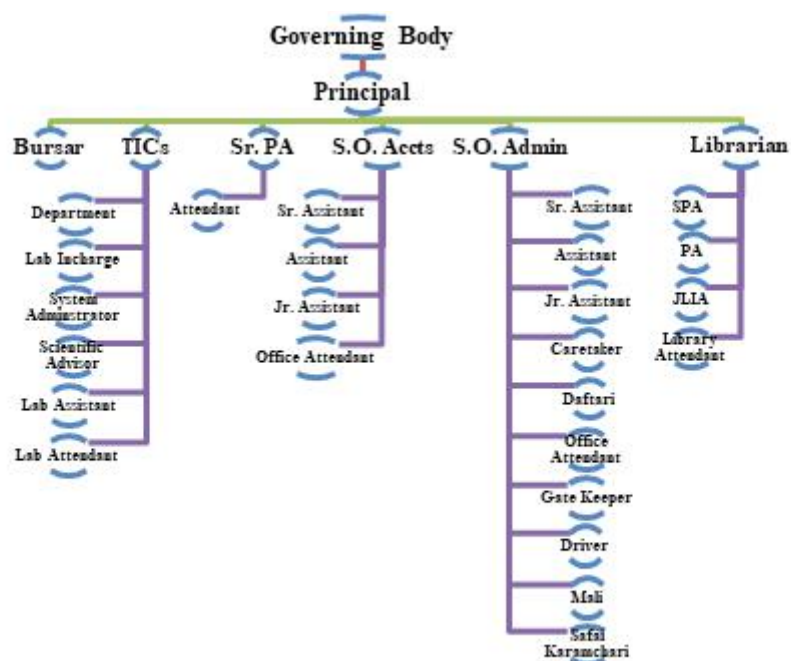 Governing Body
Principal
Bursar TICs Sr. PA S.O. Accts S.O. Admin Librarian
Department
Lab Incharge
System
Adminstrator
Scientific
Advisor
Lab Assistant
Lab Attendant
Attendant
Sr. Assistant
Assistant
Jr. Assistant
Office Attendant
Sr. Assistant
Assistant
Jr. Assistant
Caretaker
Daftari
Office
Attendant
Gate Keeper
Driver
Mali
Safai
Karamchari
SPA
PA
JLIA
Library
Attendant